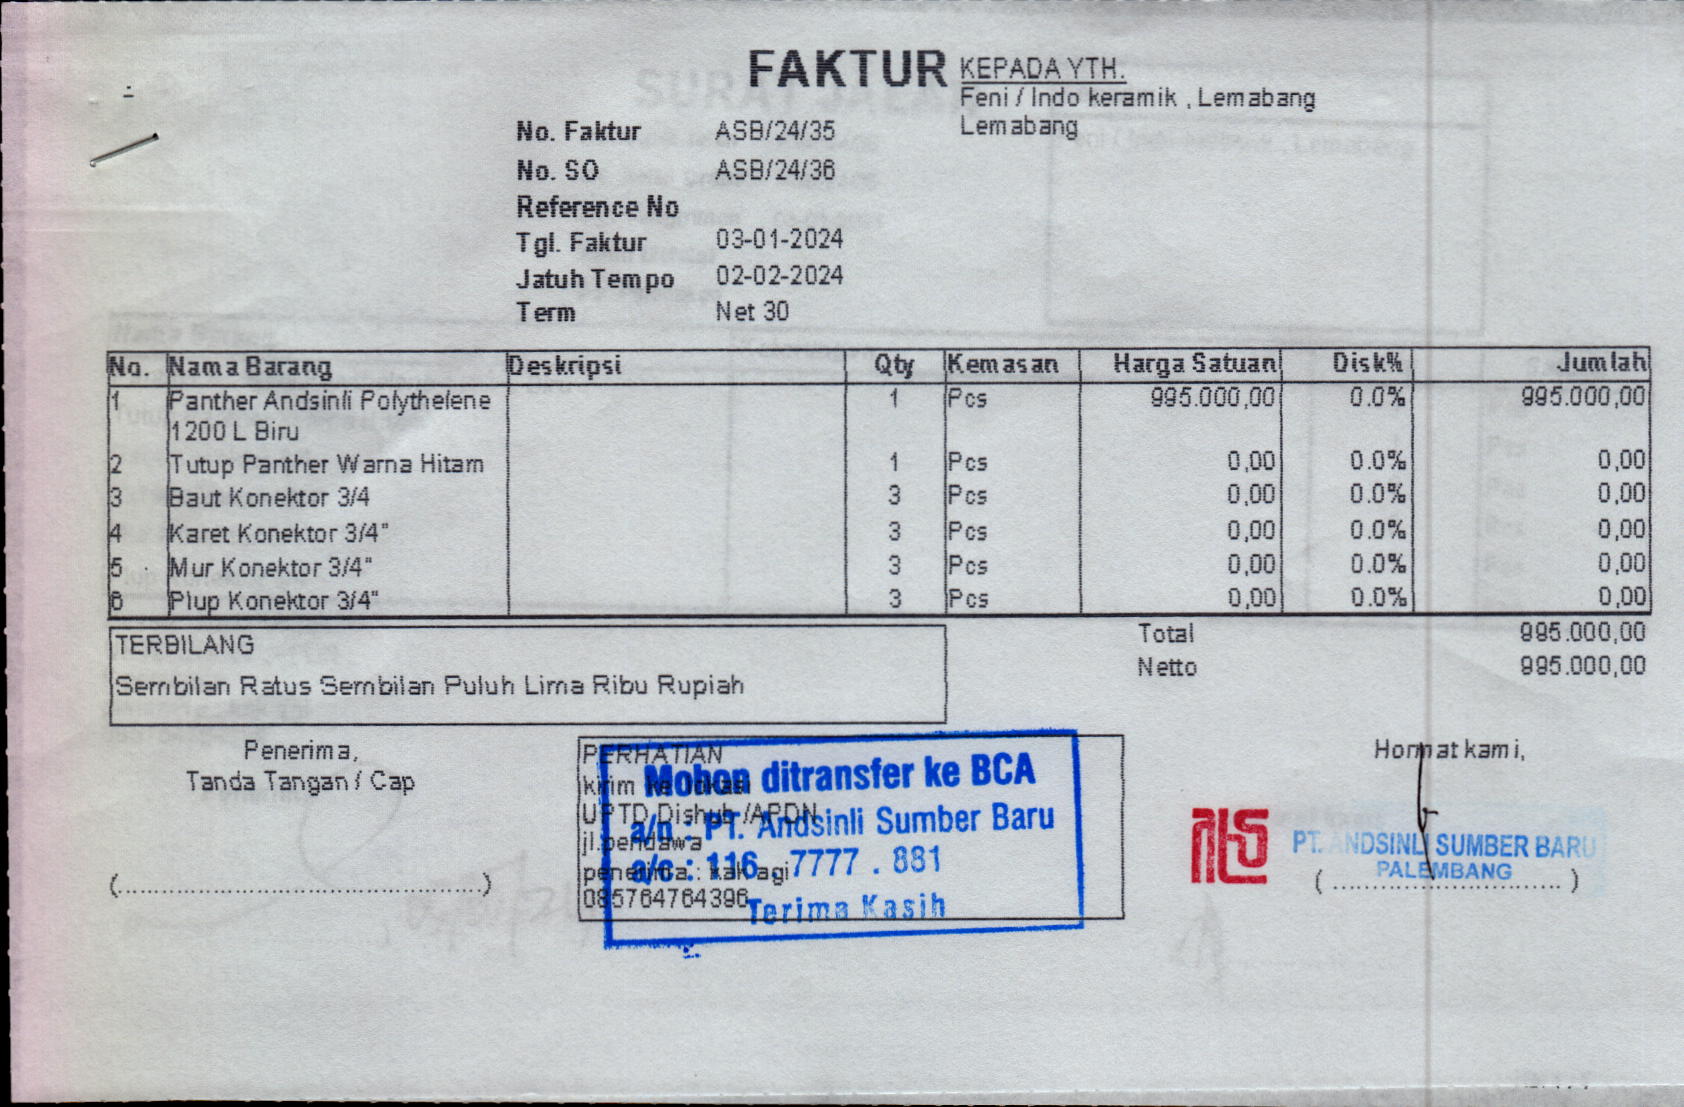 FAKTUR
KEPADA YTH.
Feni / Indo keramik , Lemabang
Lemabang
No. Faktur ASB/24/35
No. SO ASB/24/36
Reference No
Tgl. Faktur 03-01-2024
Jatuh Tempo 02-02-2024
Term Net 30
No. Nama Barang Deskripsi Qty Kemasan Harga Satuan Disk% Jumlah
1 Panther Andsinli Polythelene 1 Pcs 995.000,00 0.0% 995.000,00
1200 L Biru
2 Tutup Panther Warna Hitam 1 Pcs 0,00 0.0% 0,00
3 Baut Konektor 3/4 3 Pcs 0,00 0.0% 0,00
4 Karet Konektor 3/4" 3 Pcs 0,00 0.0% 0,00
5 Mur Konektor 3/4" 3 Pcs 0,00 0.0% 0,00
6 Plup Konektor 3/4" 3 Pcs 0,00 0.0% 0,00
TERBILANG
Sembilan Ratus Sembilan Puluh Lima Ribu Rupiah
Total 995.000,00
Netto 995.000,00
Penerima,
Tanda Tangan / Cap
(........................................)
PERHATIAN
kirim ke lokasi
UPTD Dishub /APDN
jl.pendawa
penerima : kak agi
085764764396
Mohon ditransfer ke BCA
a/n : PT. Andsinli Sumber Baru
a/c : 116 . 7777 . 881
Terima Kasih
Hormat kami,
PT. ANDSINLI SUMBER BARU
PALEMBANG
(..............................)